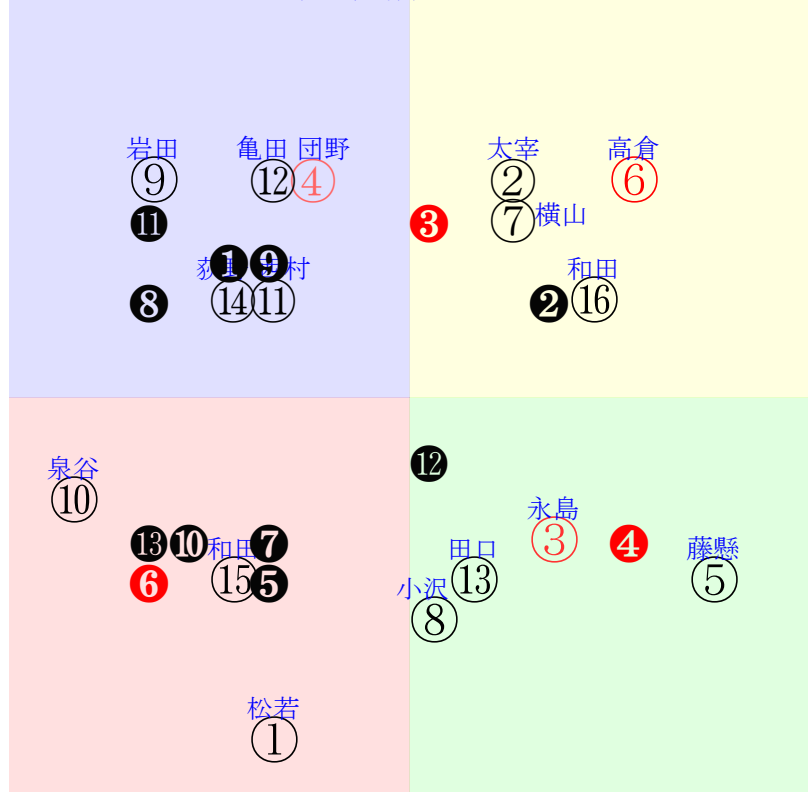 岩田 亀田 団野 太宰 高倉
⑨ ⑫ ④ ② ⑥
⓫ ❸ ⑦ 横山
❶ ❾
村 和田
❽ ⑭ ⑪ ❷ ⑯
⓬
泉谷
⑩ 永島
⓭ ❿ 和田 ❼ 田口 ③ ❹ 藤懸
❻ ⑮ ❺ 小沢 ⑬ ⑤
⑧
松若
①